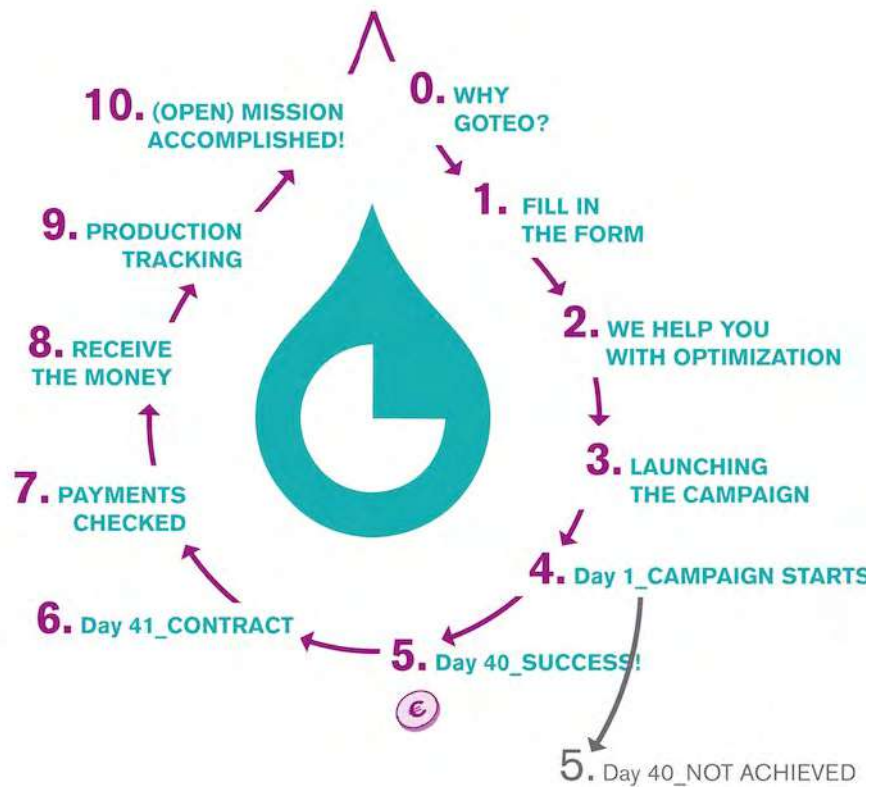 0. WHY
GOTEO?
1. FILL IN
THE FORM
2. WE HELP YOU
WITH OPTIMIZATION
3. LAUNCHING
THE CAMPAIGN
4. Day 1_CAMPAIGN STARTS
5. Day 40_SUCCESS!
€
5. Day 40_NOT ACHIEVED
6. Day 41_CONTRACT
7. PAYMENTS
CHECKED
8. RECEIVE
THE MONEY
9. PRODUCTION
TRACKING
10. (OPEN) MISSION
ACCOMPLISHED!